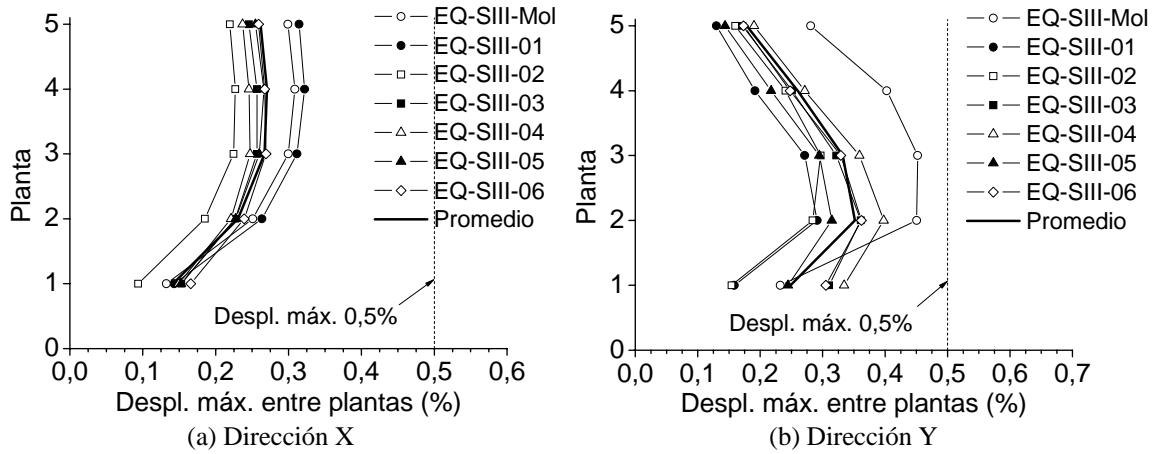 5
4
3
2
1
0
Planta
0,0 0,1 0,2 0,3 0,4 0,5 0,6
Despl. máx. entre plantas (%)
(a) Dirección X
EQ-SIII-Mol
EQ-SIII-01
EQ-SIII-02
EQ-SIII-03
EQ-SIII-04
EQ-SIII-05
EQ-SIII-06
Promedio
Despl. máx. 0,5%
5
4
3
2
1
0
Planta
0,0 0,1 0,2 0,3 0,4 0,5 0,6 0,7
Despl. máx. entre plantas (%)
(b) Dirección Y
EQ-SIII-Mol
EQ-SIII-01
EQ-SIII-02
EQ-SIII-03
EQ-SIII-04
EQ-SIII-05
EQ-SIII-06
Promedio
Despl. máx. 0,5%